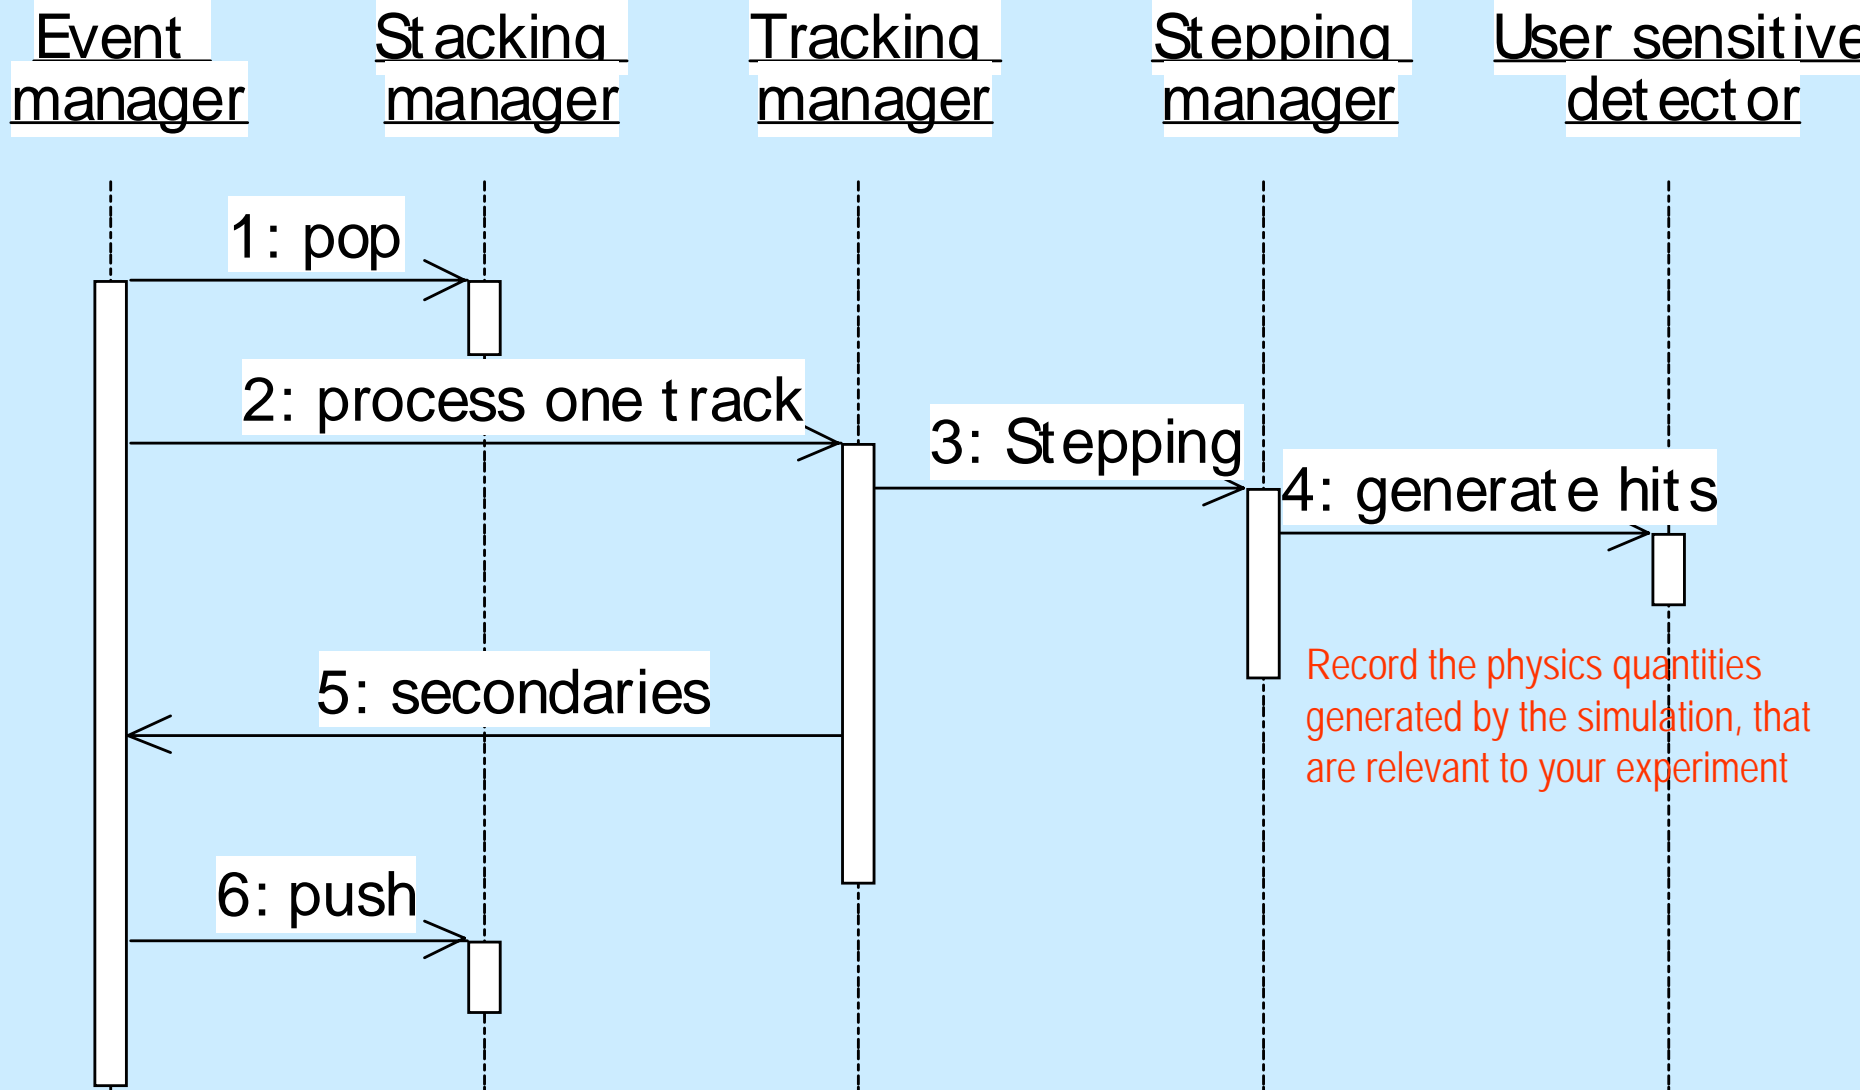 Event
manager
Stacking
manager
Tracking
manager
Stepping
manager
User sensitive
detector
1: pop
2: process one track
3: Stepping
4: generate hits
Record the physics quantities
generated by the simulation, that
are relevant to your experiment
5: secondaries
6: push